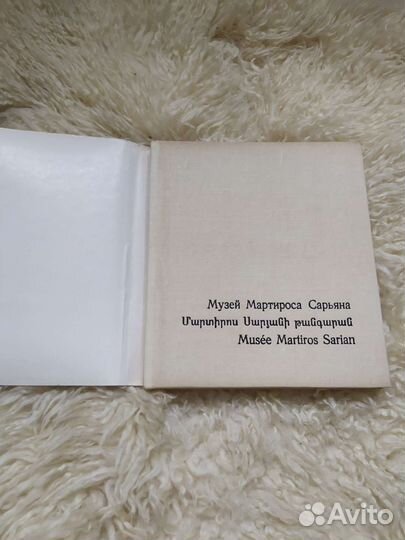 Музей Мартироса Сарьяна
Մարտիրոս Սարյանի թանգարան
Musée Martiros Sarian
Avito